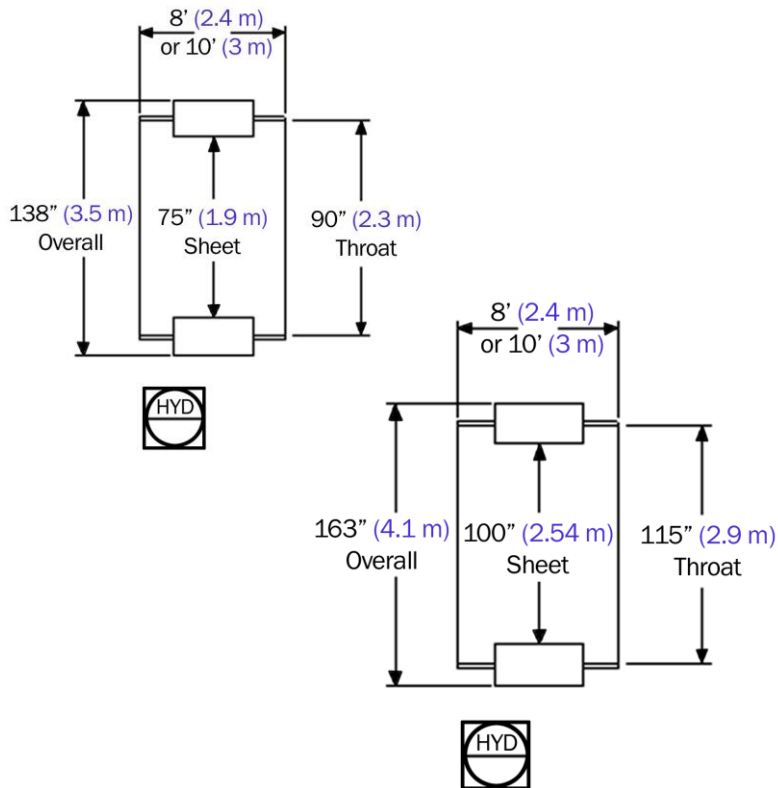 8’ (2.4 m)
or 10’ (3 m)
138” (3.5 m)
Overall
75” (1.9 m)
Sheet
90” (2.3 m)
Throat
HYD
8’ (2.4 m)
or 10’ (3 m)
163” (4.1 m)
Overall
100” (2.54 m)
Sheet
115” (2.9 m)
Throat
HYD